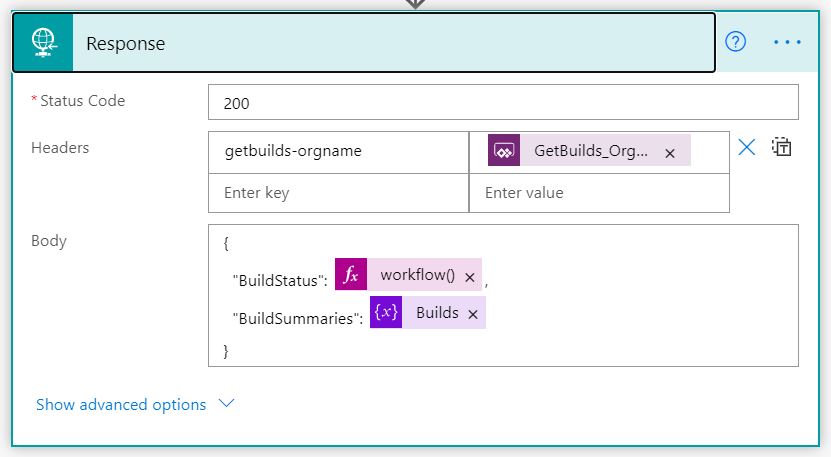 Response
?
* Status Code
200
Headers
getbuilds-orgname
GetBuilds_Org... ×
Enter key
Enter value
Body
{
"BuildStatus": fx workflow() × ,
"BuildSummaries": {x} Builds ×
}
Show advanced options